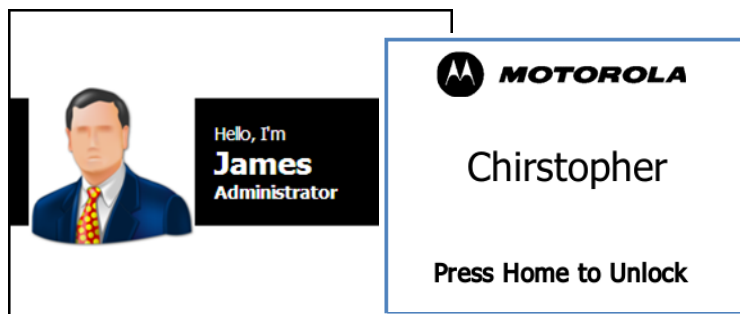 Hello, I'm
James
Administrator
MOTOROLA
Chirstopher
Press Home to Unlock